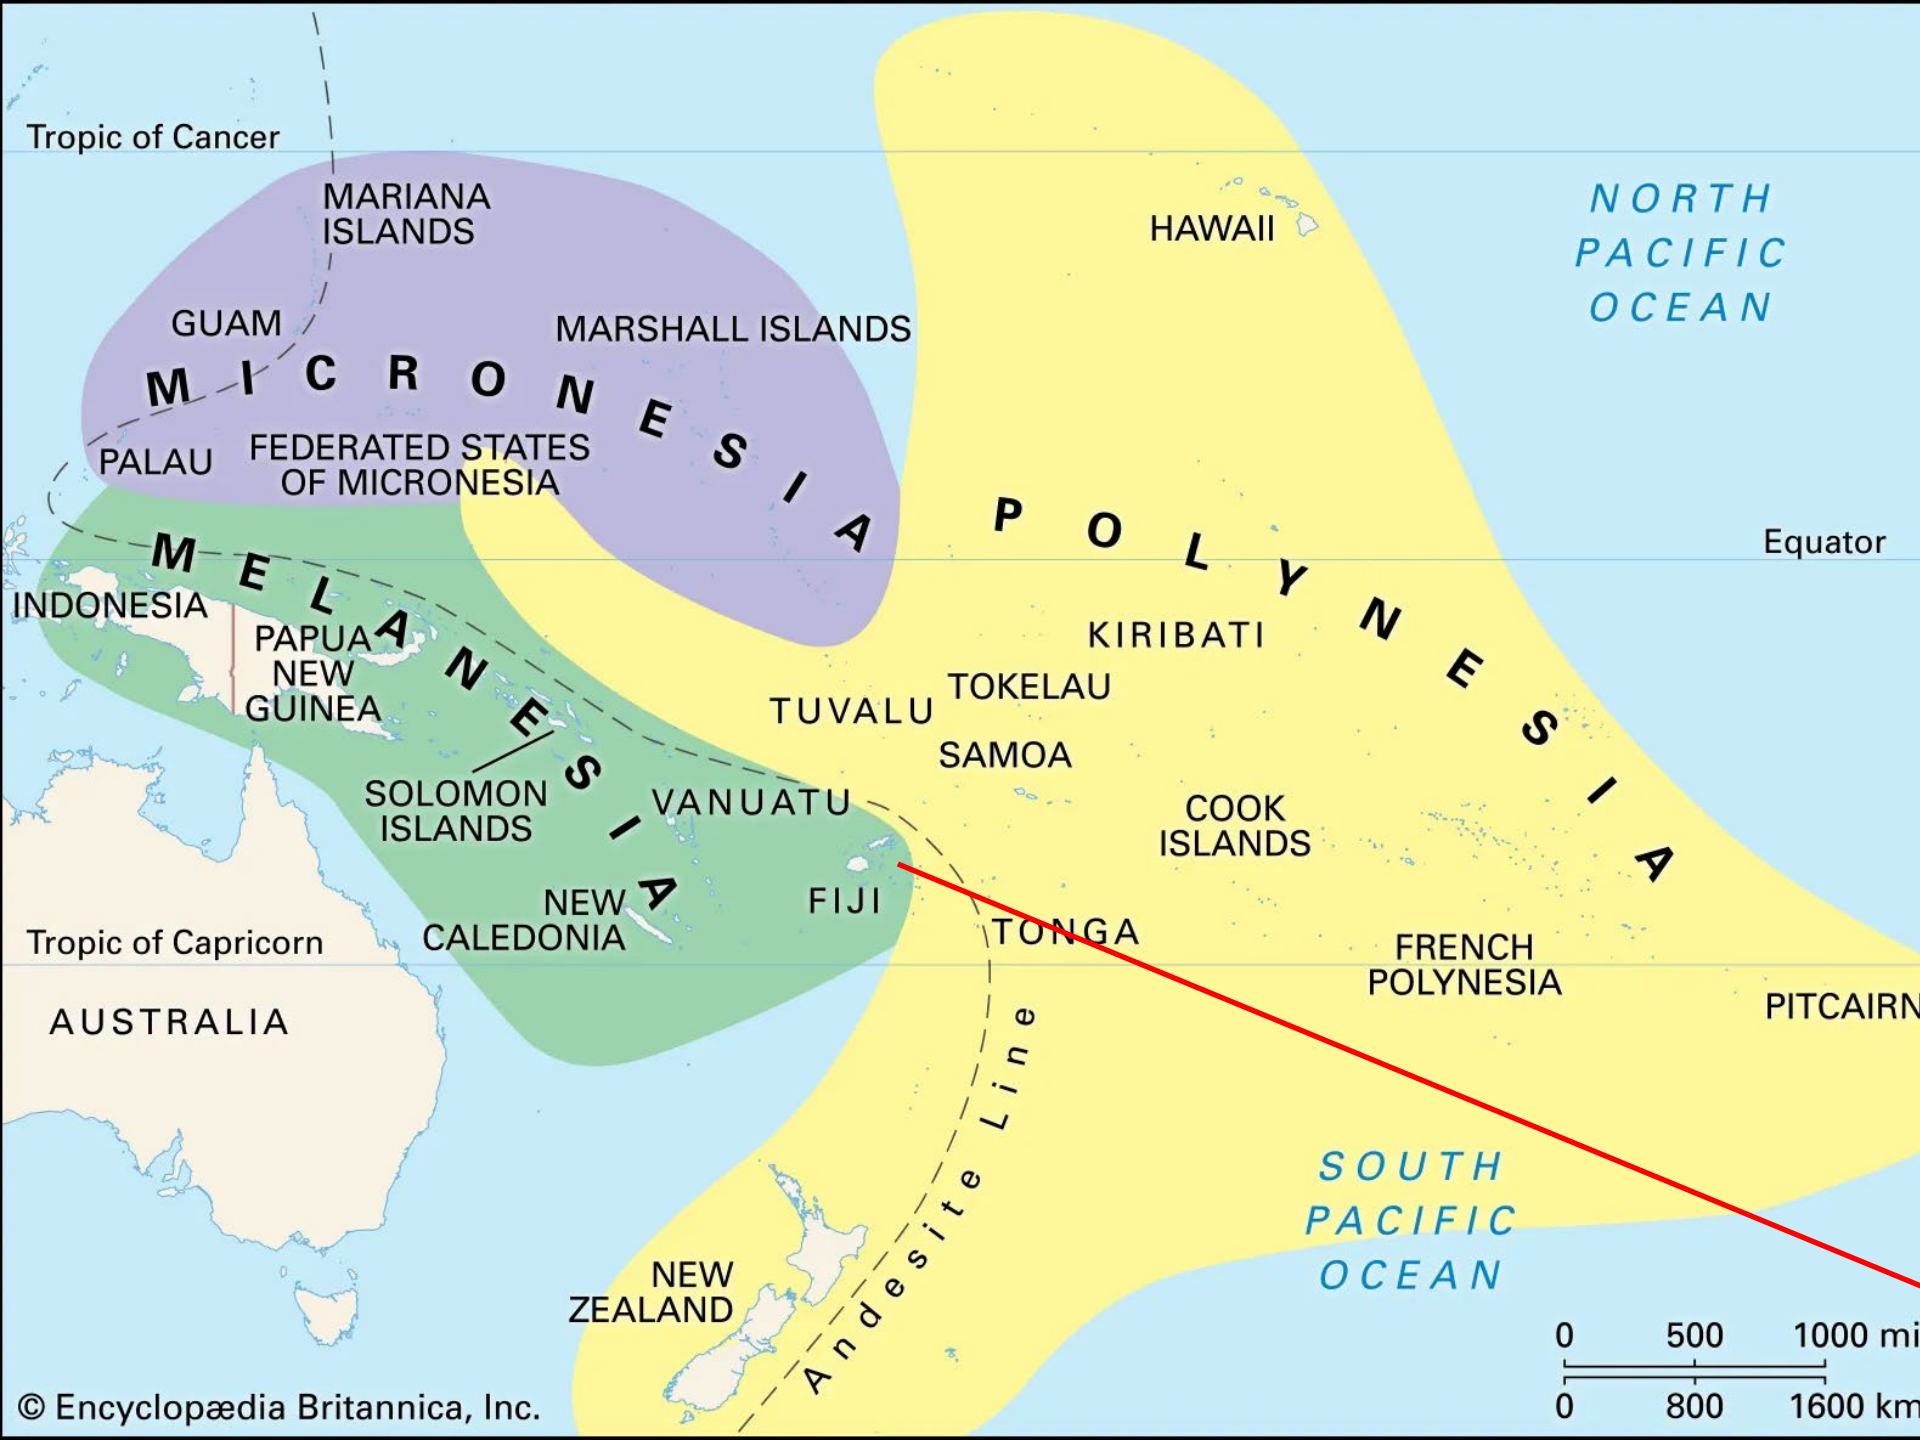 Tropic of Cancer
MARIANA
ISLANDS
HAWAII
NORTH
PACIFIC
OCEAN
GUAM
MARSHALL ISLANDS
MICRONESIA
PALAU
FEDERATED STATES
OF MICRONESIA
POLYNESIA
Equator
MELANESIA
INDONESIA
PAPUA
NEW
GUINEA
KIRIBATI
TOKELAU
TUVALU
SAMOA
SOLOMON
ISLANDS
VANUATU
COOK
ISLANDS
FIJI
NEW
CALEDONIA
TONGA
Tropic of Capricorn
FRENCH
POLYNESIA
PITCAIRN
AUSTRALIA
Andesite Line
SOUTH
PACIFIC
OCEAN
NEW
ZEALAND
0 500 1000 mi
0 800 1600 km
© Encyclopædia Britannica, Inc.